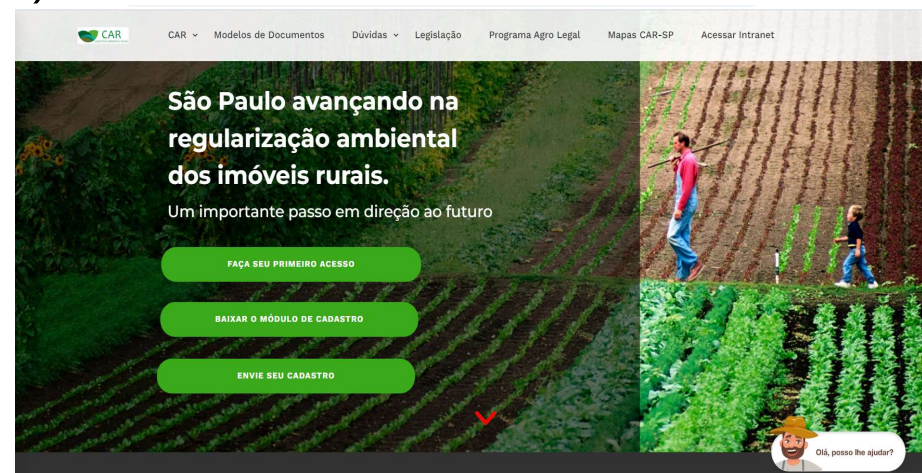 CAR
CAR Modelos de Documentos Dúvidas Legislação Programa Agro Legal Mapas CAR-SP Acessar Intranet
São Paulo avançando na
regularização ambiental
dos imóveis rurais.
Um importante passo em direção ao futuro
FAÇA SEU PRIMEIRO ACESSO
BAIXAR O MÓDULO DE CADASTRO
ENVIE SEU CADASTRO
Olá, posso lhe ajudar?